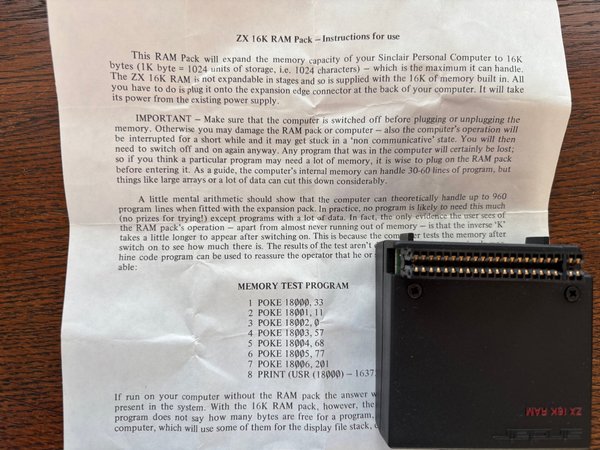 ZX 16K RAM Pack – Instructions for use
This RAM Pack will expand the memory capacity of your Sinclair Personal Computer to 16K
bytes (1K byte = 1024 units of storage, i.e. 1024 characters) – which is the maximum it can handle.
The ZX 16K RAM is not expandable in stages and so is supplied with the 16K of memory built in. All
you have to do is plug it onto the expansion edge connector at the back of your computer. It will take
its power from the existing power supply.
IMPORTANT – Make sure that the computer is switched off before plugging or unplugging the
memory. Otherwise you may damage the RAM pack or computer – also the computer's operation will
be interrupted for a short while and it may get stuck in a 'non communicative' state. You will then
need to switch off and on again anyway. Any program that was in the computer will certainly be lost;
so if you think a particular program may need a lot of memory, it is wise to plug on the RAM pack
before entering it. As a guide, the computer's internal memory can handle 30-60 lines of program, but
things like large arrays or a lot of data can cut this down considerably.
A little mental arithmetic should show that the computer can theoretically handle up to 960
program lines when fitted with the expansion pack. In practice, no program is likely to need this much
(no prizes for trying!) except programs with a lot of data. In fact, the only evidence the user sees of
the RAM pack's operation – apart from almost never running out of memory – is that the inverse 'K'
takes a little longer to appear after switching on. This is because the computer tests the memory after
switch on to see how much there is. The results of the test aren't
hine code program can be used to reassure the operator that he or s
able:
MEMORY TEST PROGRAM
1 POKE 18000, 33
2 POKE 18001, 11
3 POKE 18002, 0
4 POKE 18003, 57
5 POKE 18004, 68
6 POKE 18005, 77
7 POKE 18006, 201
8 PRINT (USR (18000) – 1637
If run on your computer without the RAM pack the answer w
present in the system. With the 16K RAM pack, however, the
program does not say how many bytes are free for a program,
computer, which will use some of them for the display file stack,
ZX 16K RAM